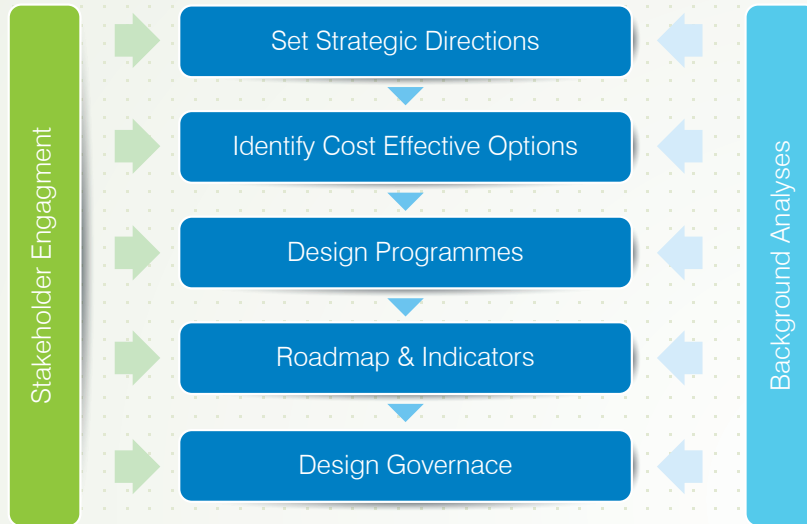 Stakeholder Engagment
Set Strategic Directions
Identify Cost Effective Options
Design Programmes
Roadmap & Indicators
Design Governace
Background Analyses